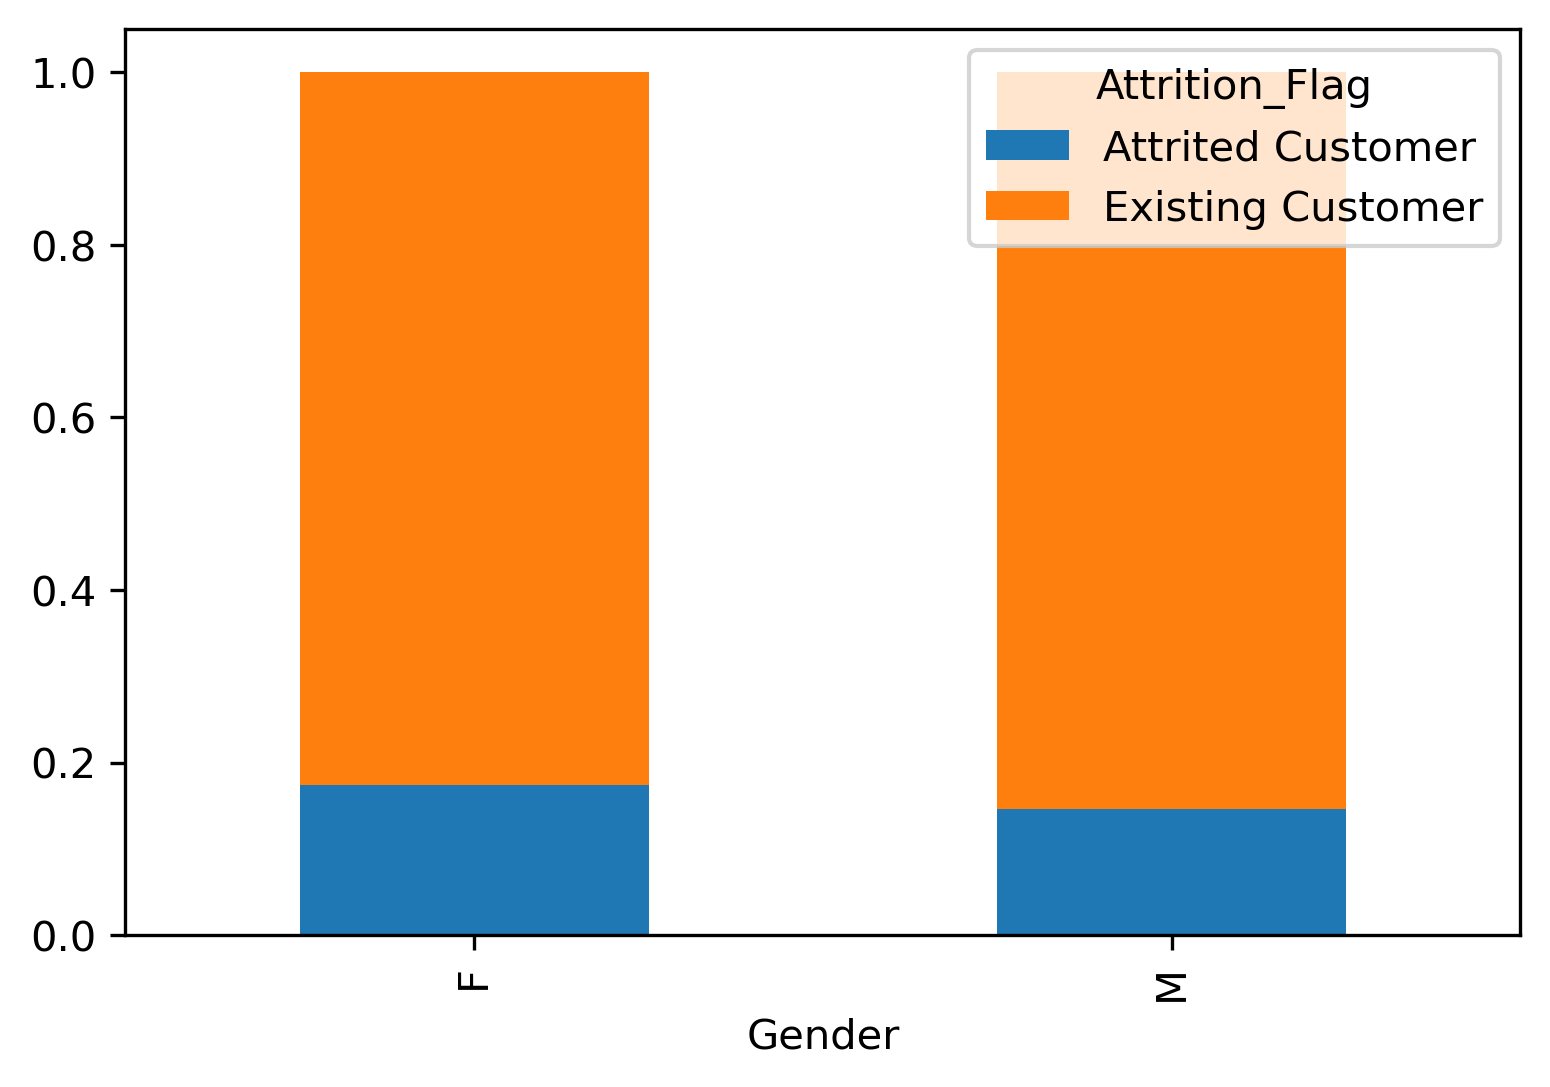 Attrition_Flag
Attrited Customer
Existing Customer
1.0
0.8
0.6
0.4
0.2
0.0
F
M
Gender